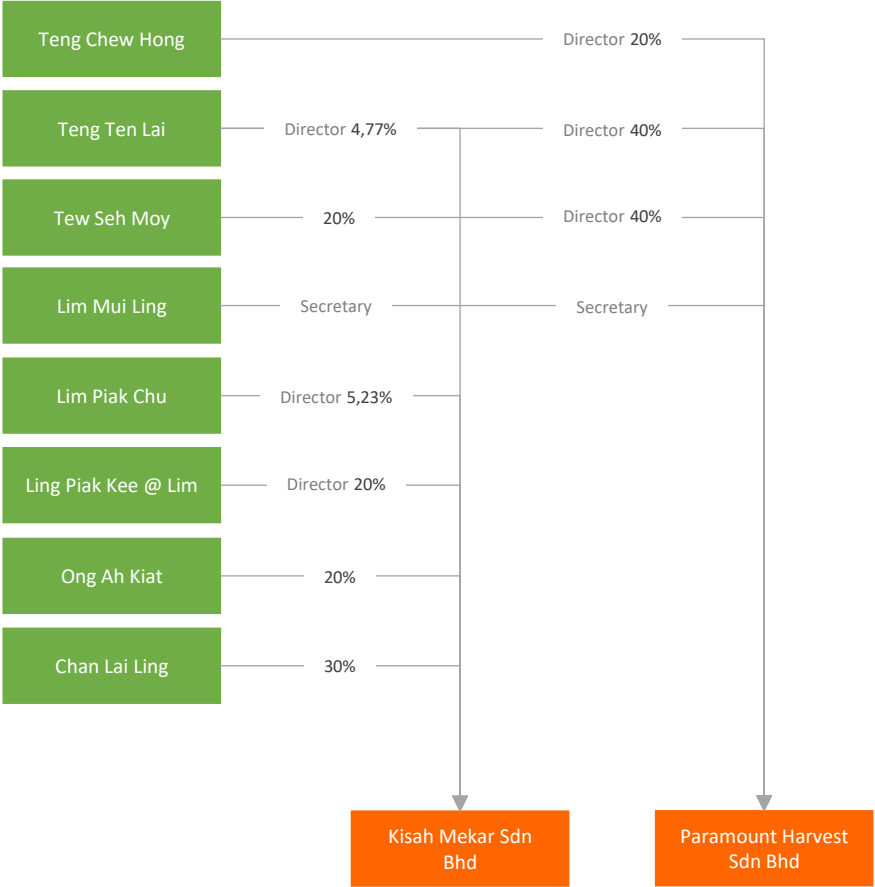 Teng Chew Hong
Director 20%
Teng Ten Lai
Director 4,77%
Director 40%
Tew Seh Moy
20%
Director 40%
Lim Mui Ling
Secretary
Secretary
Lim Piak Chu
Director 5,23%
Ling Piak Kee @ Lim
Director 20%
Ong Ah Kiat
20%
Chan Lai Ling
30%
Kisah Mekar Sdn
Bhd
Paramount Harvest
Sdn Bhd